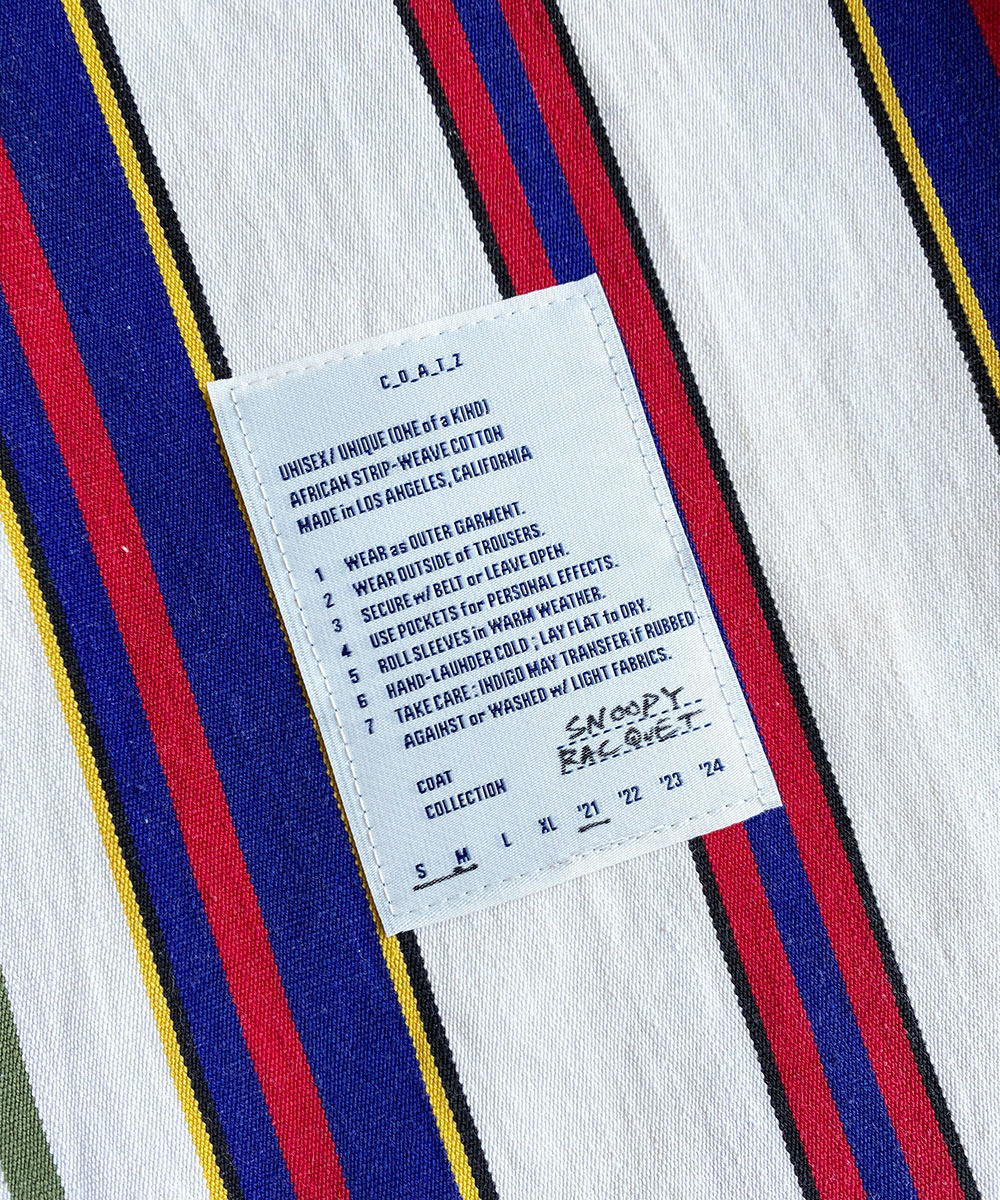 C_O_A_T_Z
UNISEX / UNIQUE (ONE of a KIND)
AFRICAN STRIP-WEAVE COTTON
MADE in LOS ANGELES, CALIFORNIA
1 WEAR as OUTER GARMENT.
2 WEAR OUTSIDE of TROUSERS.
3 SECURE w/ BELT or LEAVE OPEN.
4 USE POCKETS for PERSONAL EFFECTS.
5 ROLL SLEEVES in WARM WEATHER.
6 HAND-LAUNDER COLD ; LAY FLAT to DRY.
7 TAKE CARE : INDIGO MAY TRANSFER if RUBBED
AGAINST or WASHED w/ LIGHT FABRICS.
SNOOPY
RACQUET
COAT
COLLECTION
S M L XL '21 '22 '23 '24